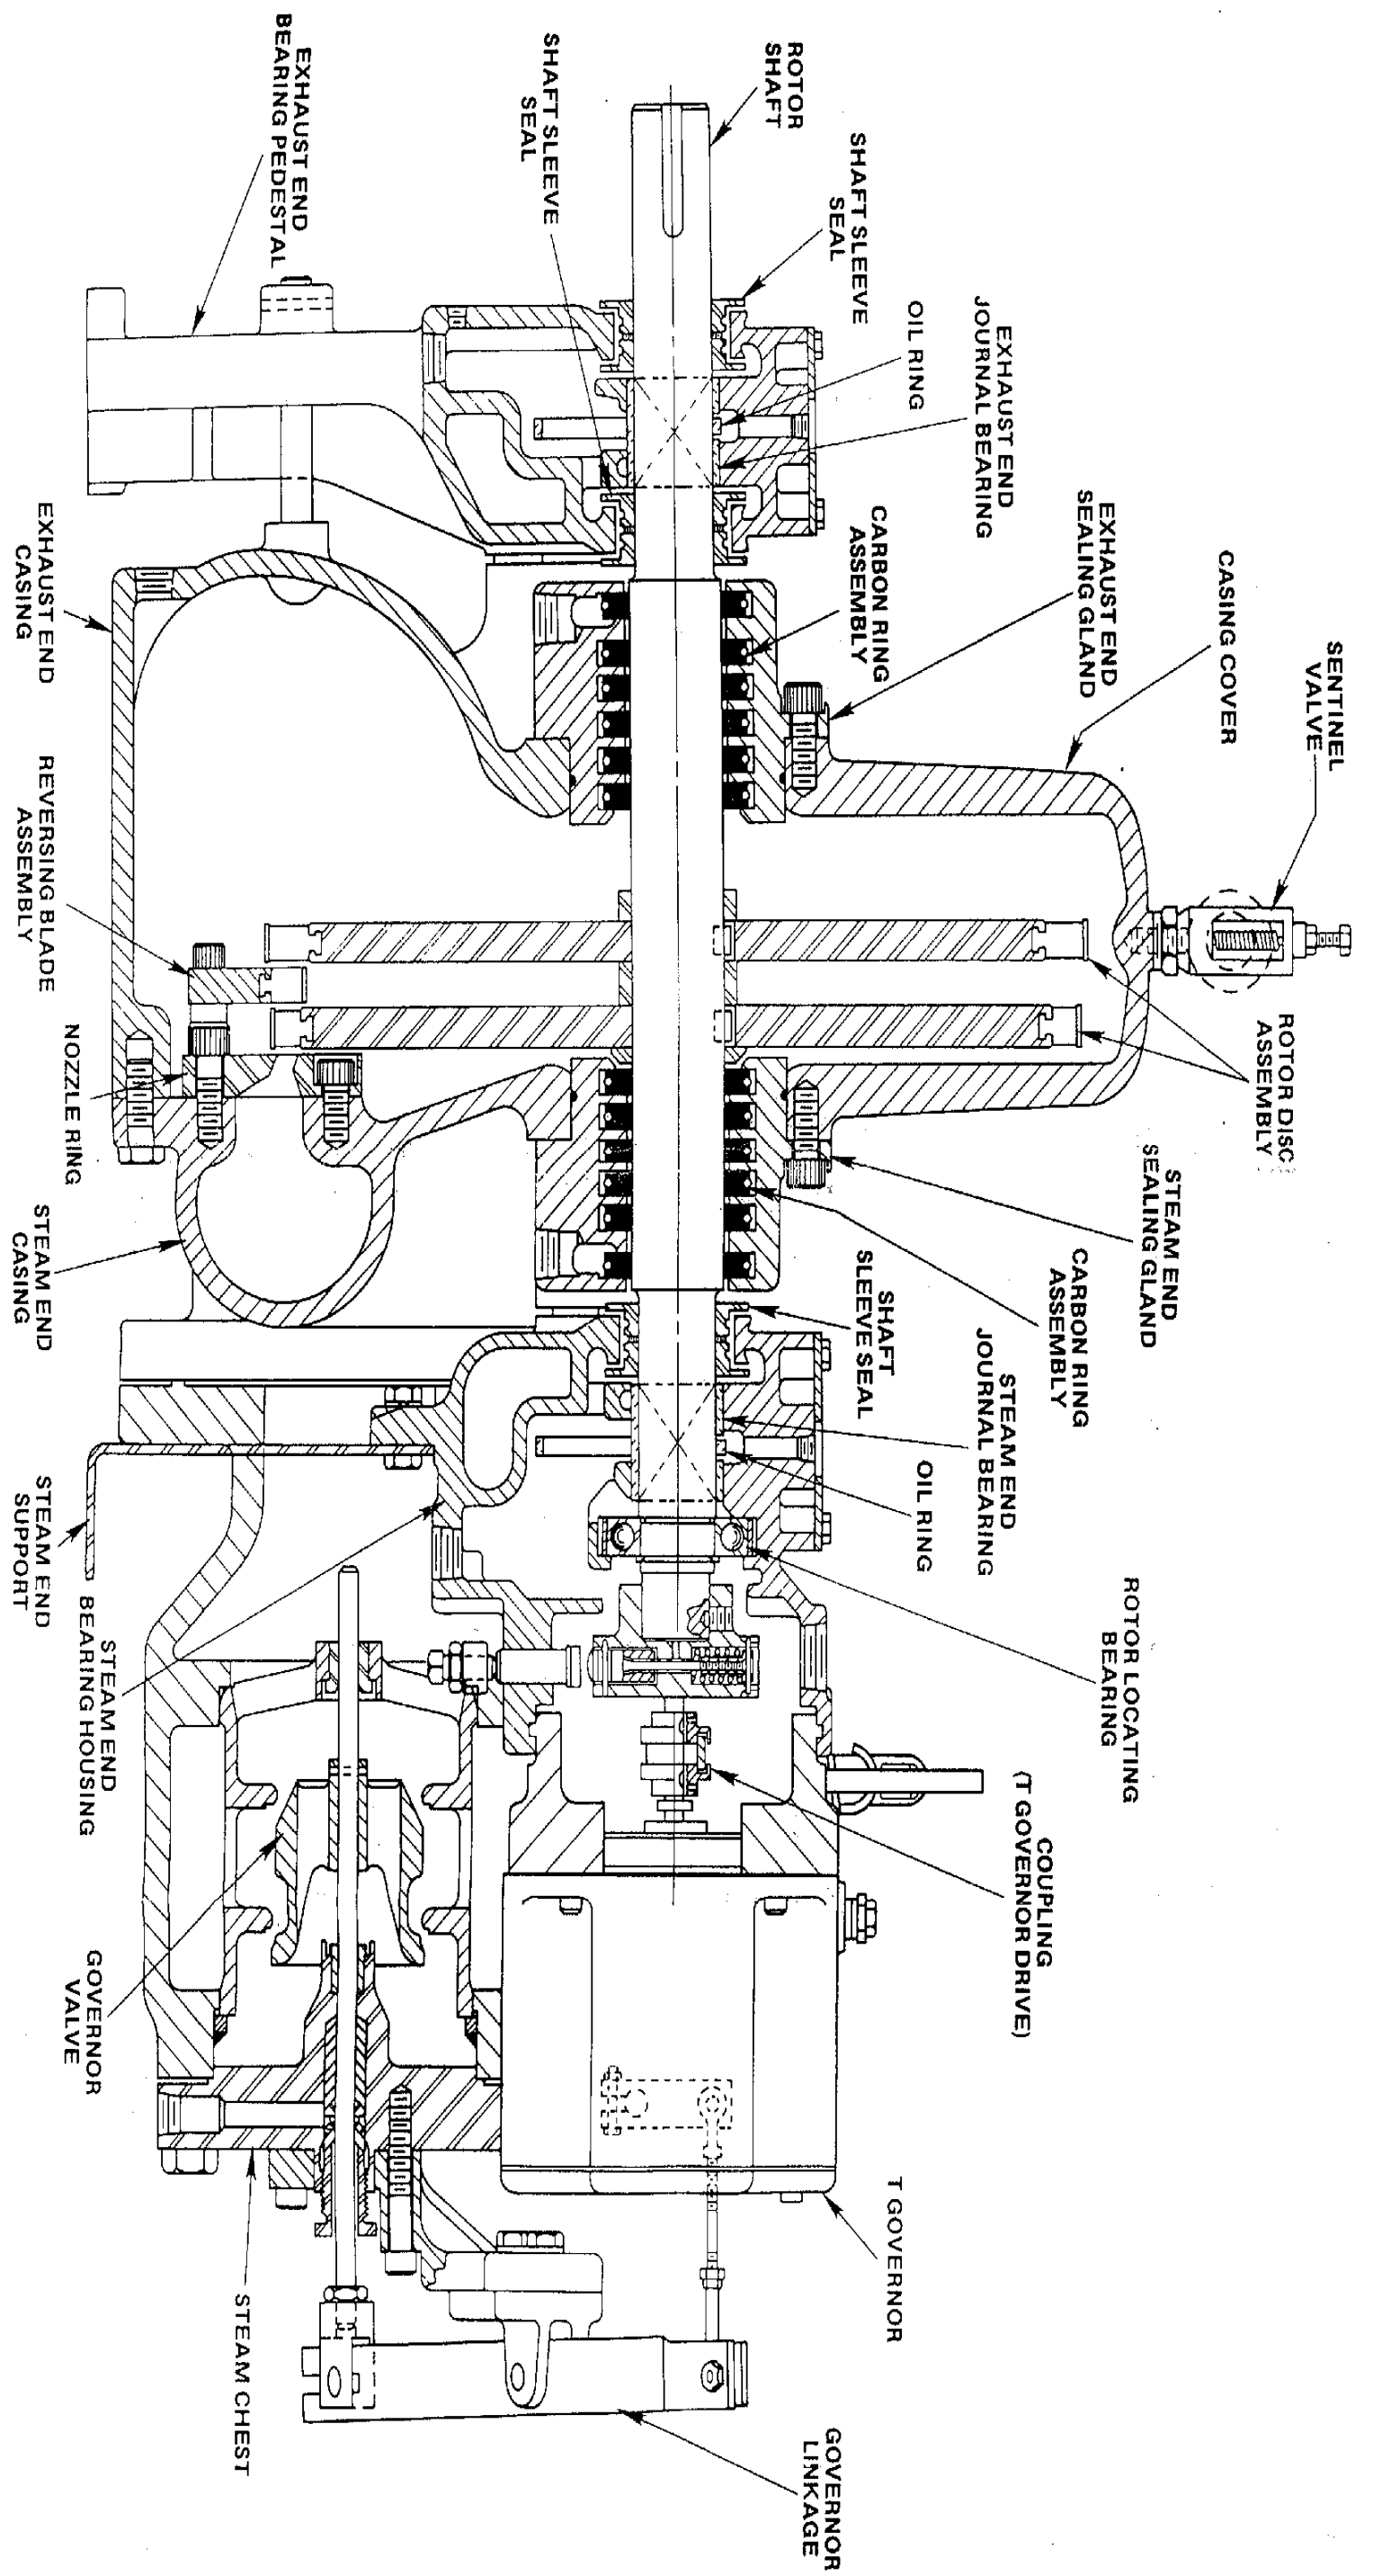 SENTINEL
VALVE
CASING COVER
EXHAUST END
SEALING GLAND
EXHAUST END
JOURNAL BEARING
OIL RING
SHAFT SLEEVE
SEAL
ROTOR
SHAFT
CARBON RING
ASSEMBLY
SHAFT SLEEVE
SEAL
EXHAUST END
BEARING PEDESTAL
EXHAUST END
CASING
REVERSING BLADE
ASSEMBLY
NOZZLE RING
STEAM END
CASING
STEAM END
SUPPORT
STEAM END
BEARING HOUSING
GOVERNOR
VALVE
STEAM CHEST
ROTOR DISC
ASSEMBLY
STEAM END
SEALING GLAND
CARBON RING
ASSEMBLY
SHAFT
SLEEVE SEAL
STEAM END
JOURNAL BEARING
OIL RING
ROTOR LOCATING
BEARING
COUPLING
(T GOVERNOR DRIVE)
T GOVERNOR
GOVERNOR
LINKAGE